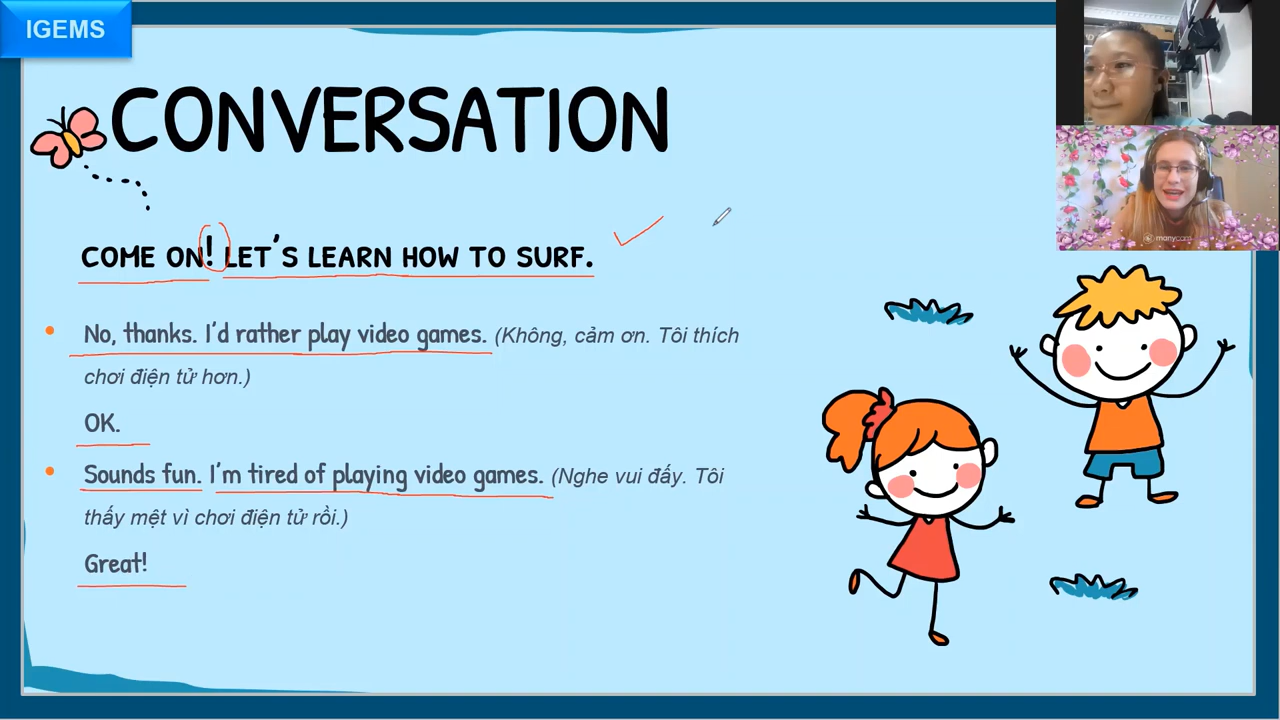 IGEMS
CONVERSATION
COME ON! LET'S LEARN HOW TO SURF.
No, thanks. I'd rather play video games. (Không, cảm ơn. Tôi thích
chơi điện tử hơn.)
OK.
Sounds fun. I'm tired of playing video games. (Nghe vui đấy. Tôi
thấy mệt vì chơi điện tử rồi.)
Great!
manycam